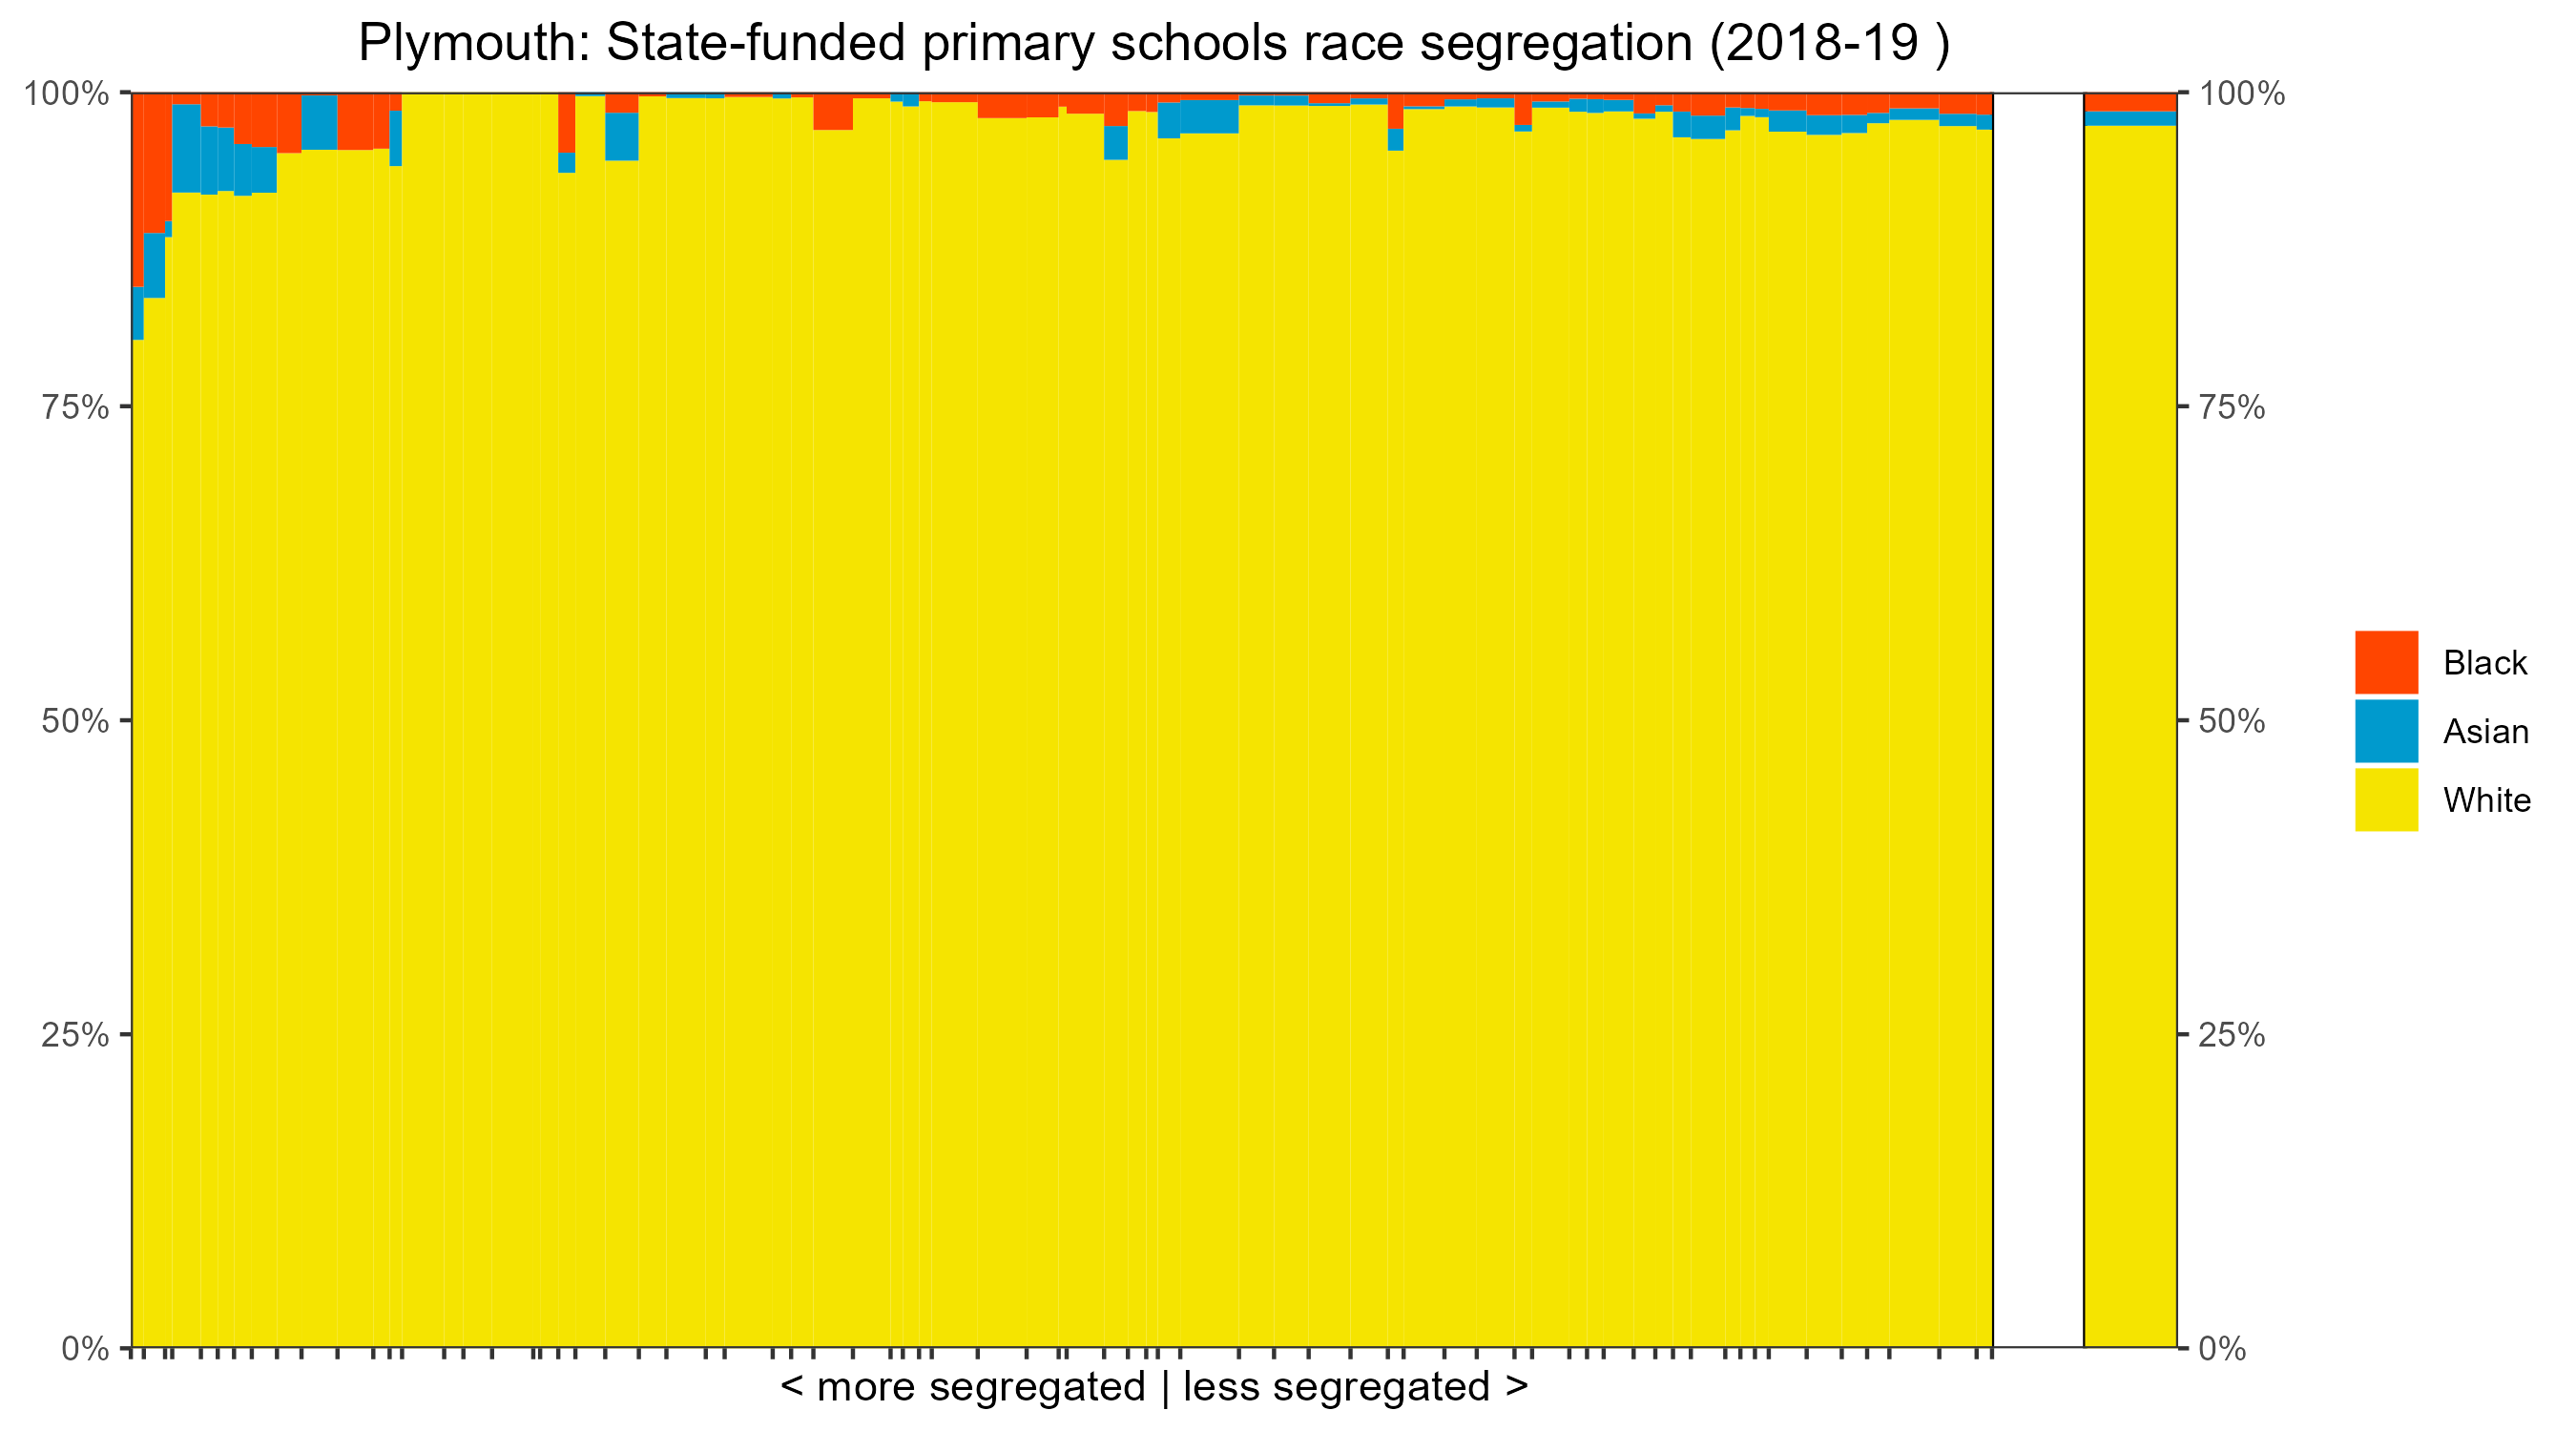 Plymouth: State-funded primary schools race segregation (2018-19 )
100%
75%
50%
25%
0%
100%
75%
50%
25%
0%
< more segregated | less segregated >
Black
Asian
White